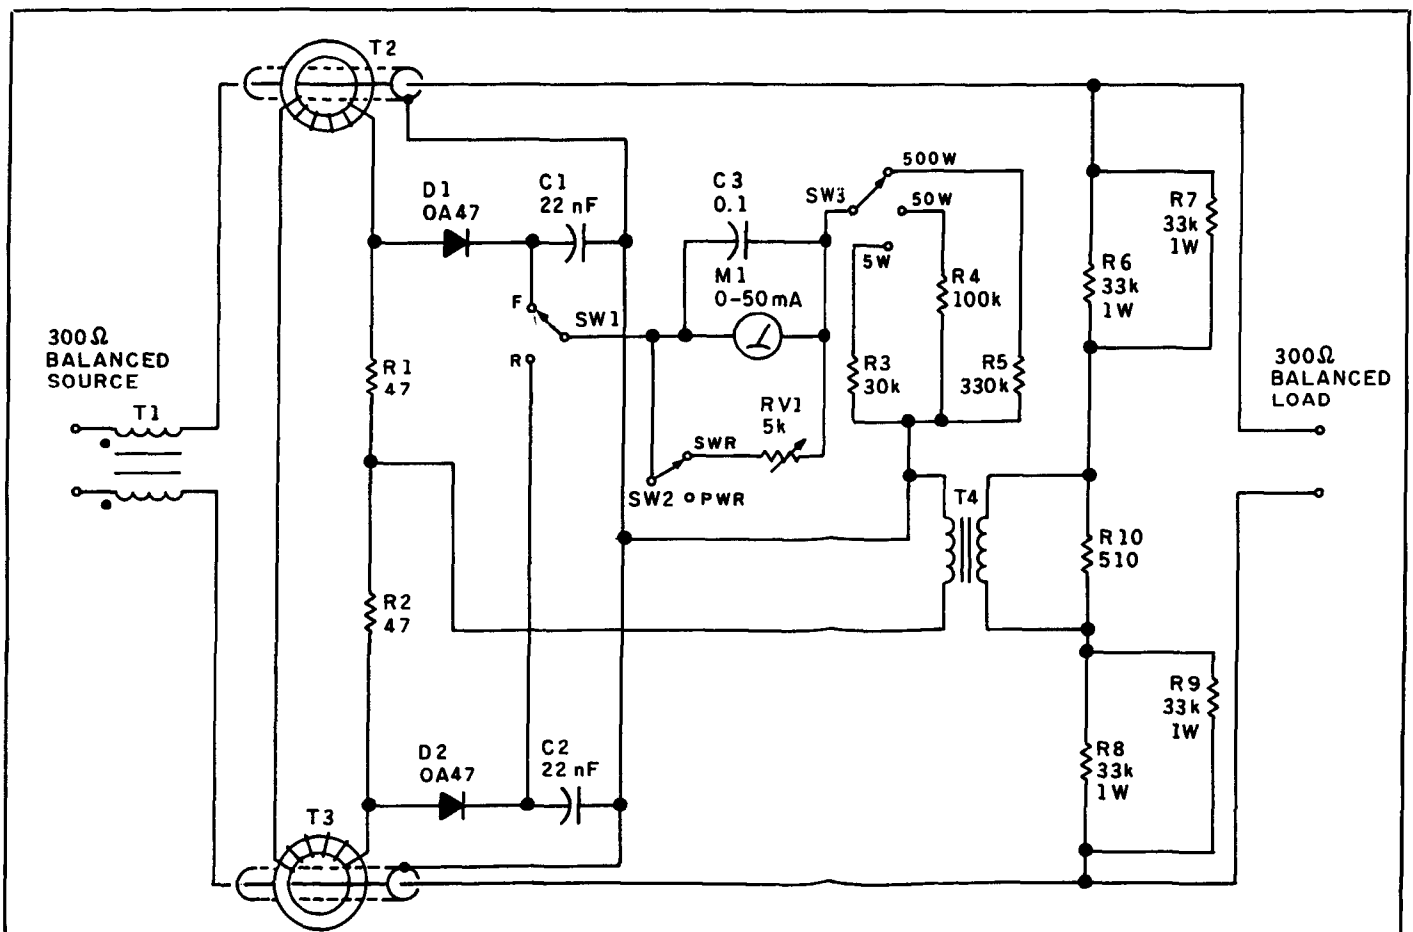 T2
500W
SW3
50W
5W
D1
OA47
C1
22 nF
C3
0.1
R7
33k
1W
R6
33k
1W
M1
0-50mA
R4
100k
F
SW1
R
300Ω
BALANCED
SOURCE
T1
R1
47
R3
30k
R5
330k
300Ω
BALANCED
LOAD
RV1
5k
SWR
SW2
PWR
T4
R10
510
R2
47
R9
33k
1W
D2
OA47
C2
22 nF
R8
33k
1W
T3